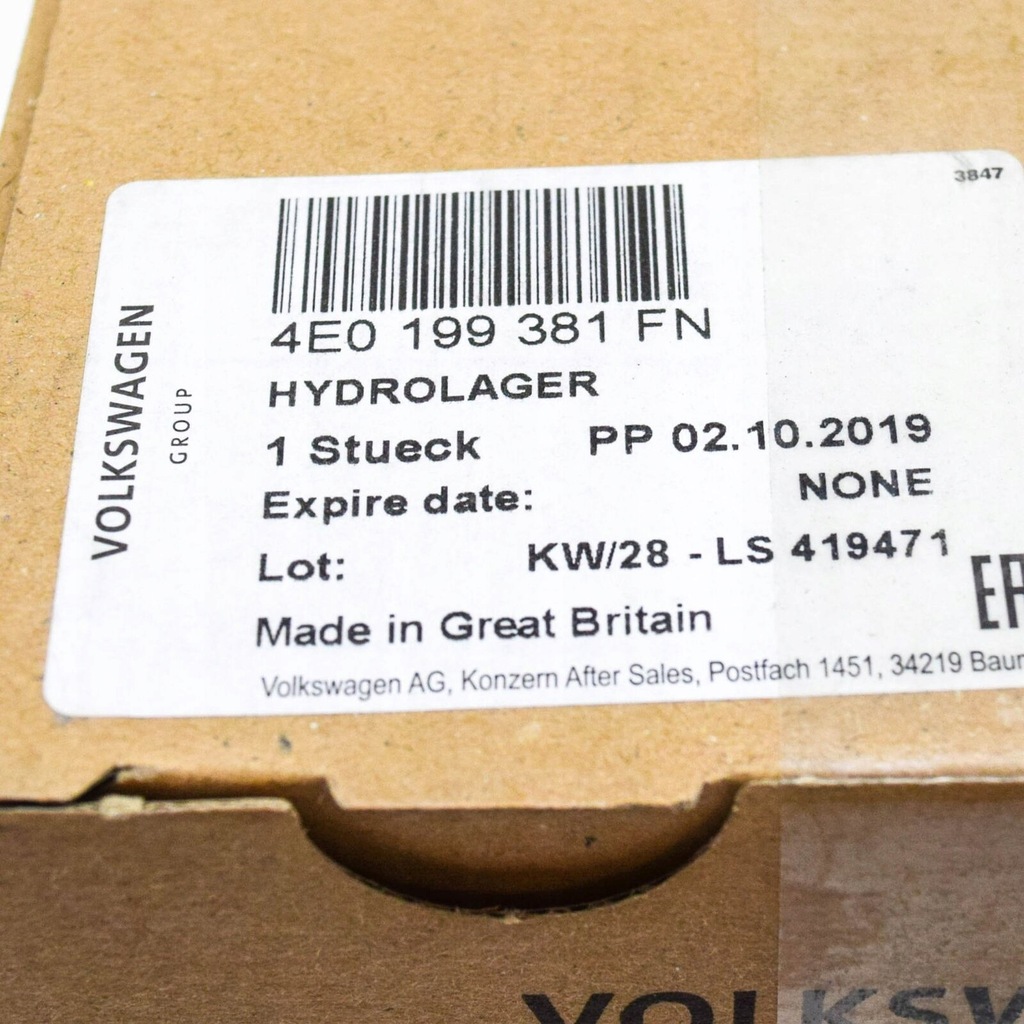 3847
VOLKSWAGEN
GROUP
4E0 199 381 FN
HYDROLAGER
1 Stueck PP 02.10.2019
Expire date: NONE
Lot: KW/28 - LS 419471
Made in Great Britain
Volkswagen AG, Konzern After Sales, Postfach 1451, 34219